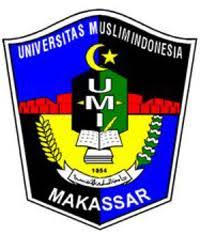 UNIVERSITAS MUSLIM INDONESIA
UMI
1954
MAKASSAR